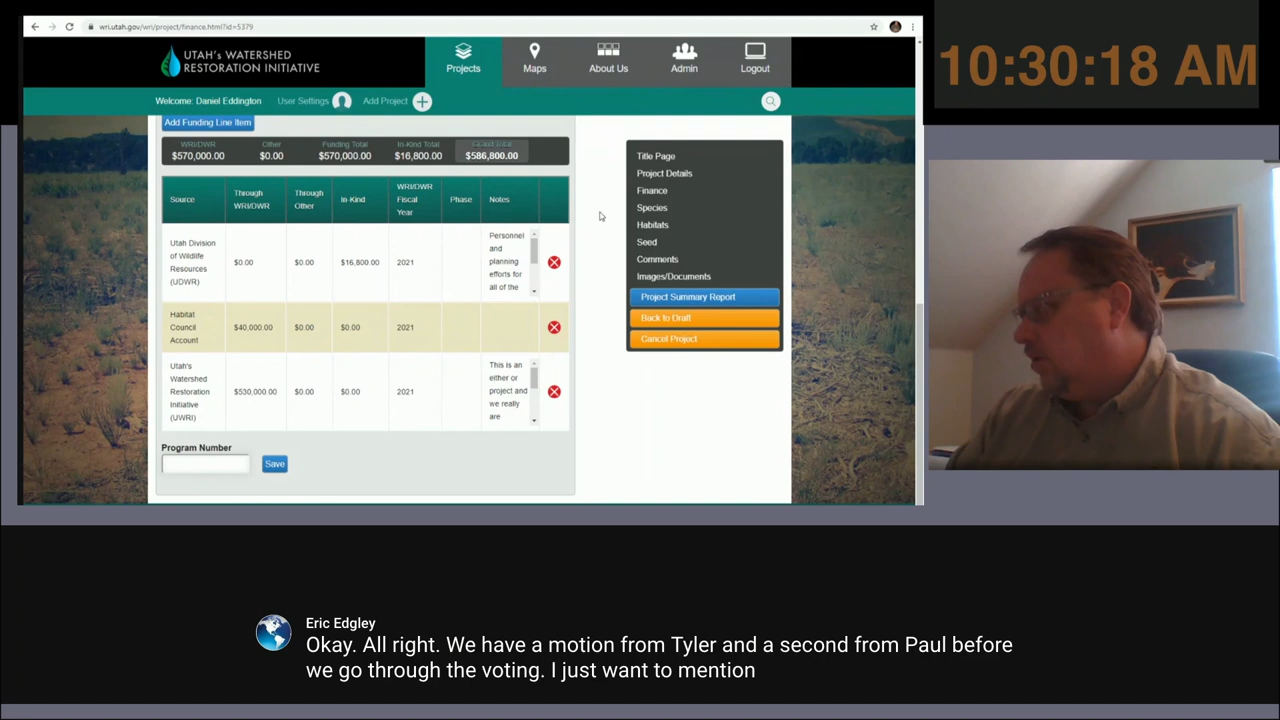 wri.utah.gov/wri/project/finance.html?id=5379
10:30:18 AM
UTAH'S WATERSHED
RESTORATION INITIATIVE
Projects
Maps
About Us
Admin
Logout
Welcome: Daniel Eddington
User Settings
Add Project
Add Funding Line Item
WRI/DWR
Other
Funding Total
In-Kind Total
Grand Total
$570,000.00
$0.00
$570,000.00
$16,800.00
$586,800.00
Source
Through
WRI/DWR
Through
Other
In-Kind
WRI/DWR
Fiscal
Year
Phase
Notes
Utah Division
of Wildlife
Resources
(UDWR)
$0.00
$0.00
$16,800.00
2021
Personnel
and
planning
efforts for
all of the
Habitat
Council
Account
$40,000.00
$0.00
$0.00
2021
Utah's
Watershed
Restoration
Initiative
(UWRI)
$530,000.00
$0.00
$0.00
2021
This is an
either or
project and
we really
are
Program Number
Save
Title Page
Project Details
Finance
Species
Habitats
Seed
Comments
Images/Documents
Project Summary Report
Back to Draft
Cancel Project
Eric Edgley
Okay. All right. We have a motion from Tyler and a second from Paul before
we go through the voting. I just want to mention